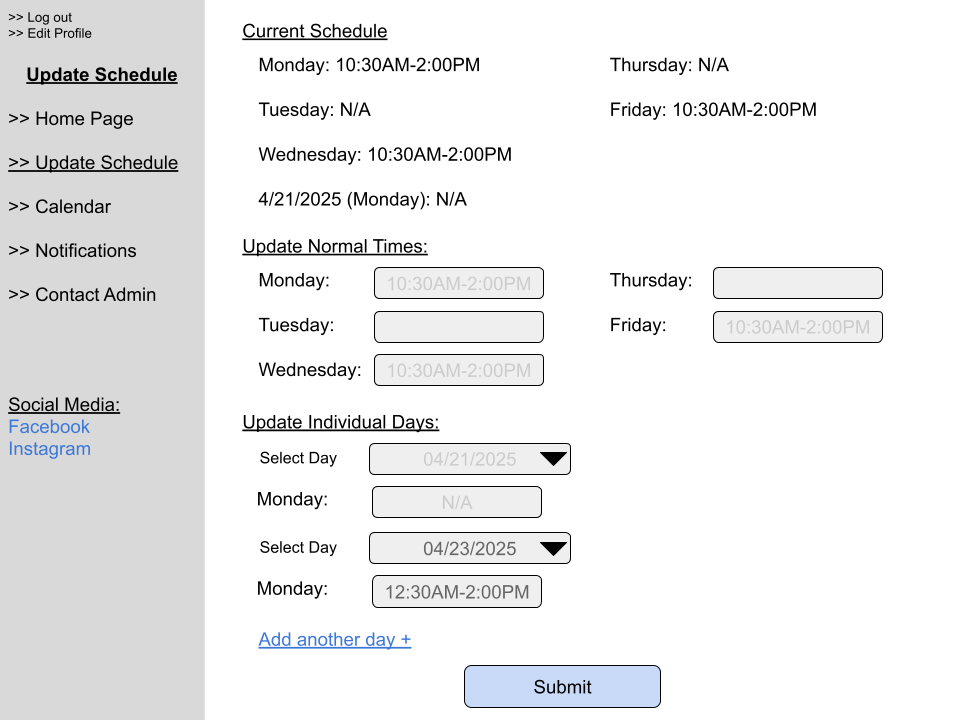 >> Log out
>> Edit Profile
Update Schedule
>> Home Page
>> Update Schedule
>> Calendar
>> Notifications
>> Contact Admin
Social Media:
Facebook
Instagram
Current Schedule
Monday: 10:30AM-2:00PM
Thursday: N/A
Tuesday: N/A
Friday: 10:30AM-2:00PM
Wednesday: 10:30AM-2:00PM
4/21/2025 (Monday): N/A
Update Normal Times:
Monday: 10:30AM-2:00PM
Thursday:
Tuesday:
Friday: 10:30AM-2:00PM
Wednesday: 10:30AM-2:00PM
Update Individual Days:
Select Day 04/21/2025
Monday: N/A
Select Day 04/23/2025
Monday: 12:30AM-2:00PM
Add another day +
Submit